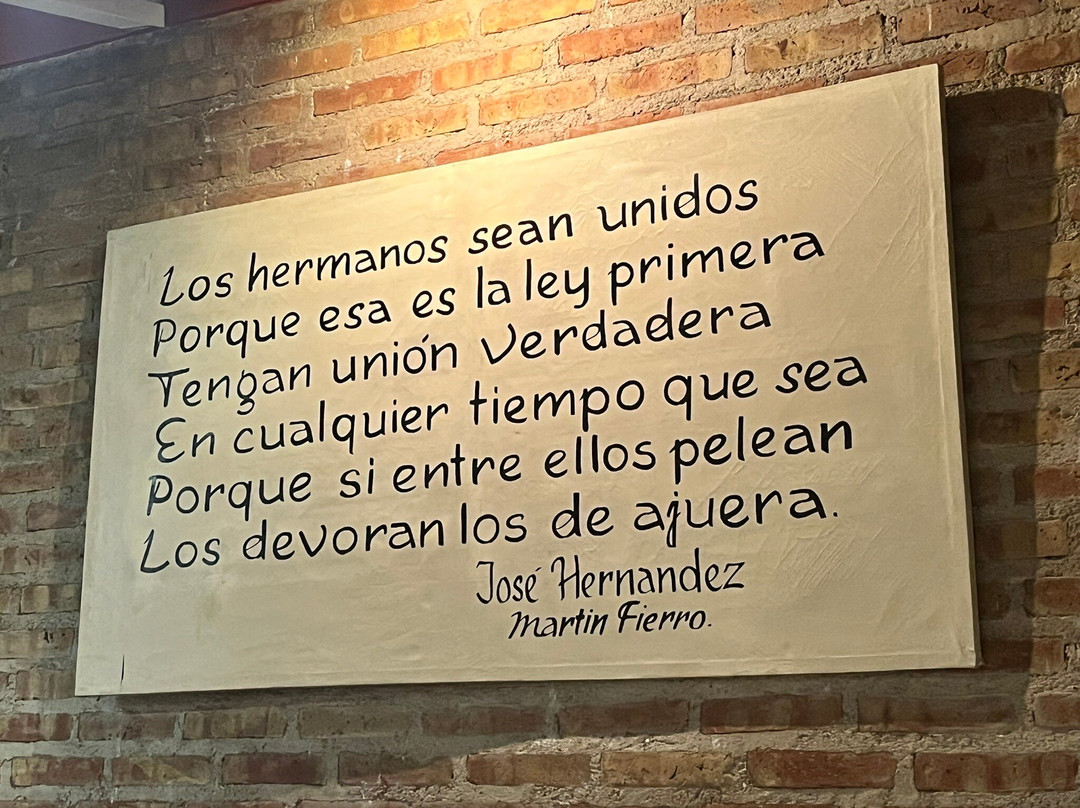 Los hermanos sean unidos
Porque esa es la ley primera
Tengan unión Verdadera
En cualquier tiempo que sea
Porque si entre ellos pelean
Los devoran los de ajuera.
José Hernandez
Martin Fierro.